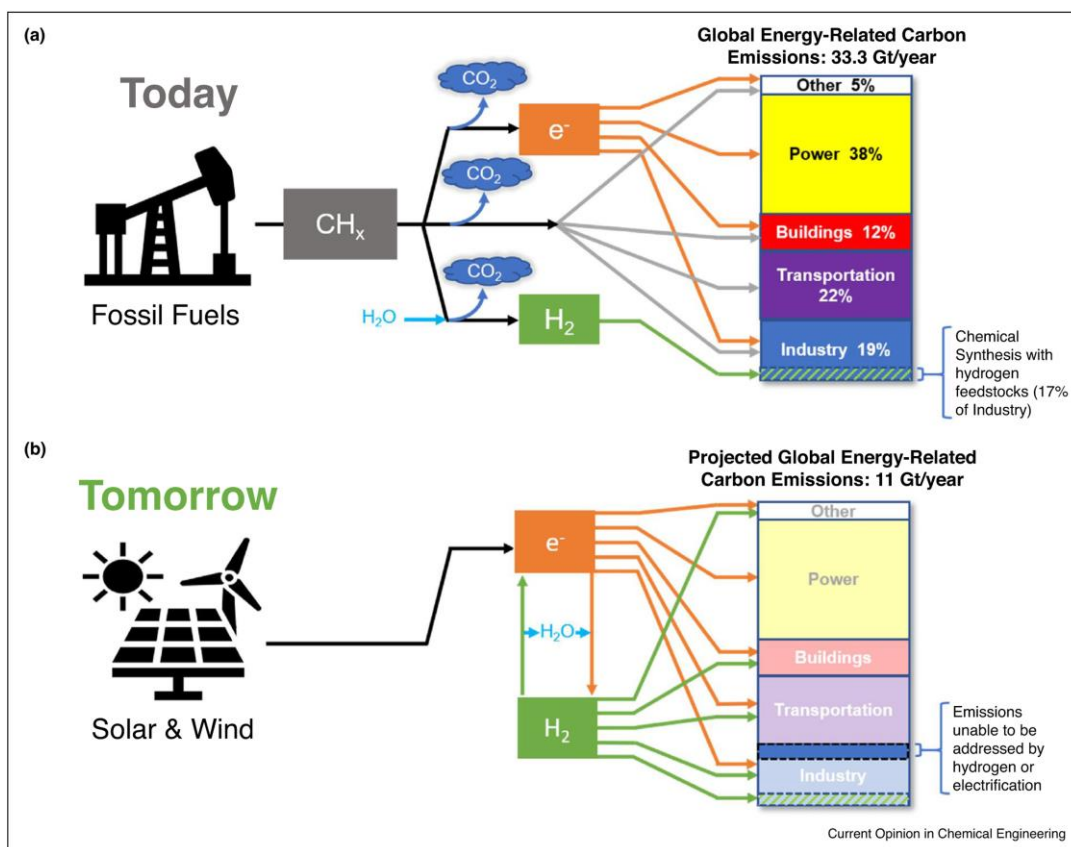 (a)
Today
Fossil Fuels
CHₓ
CO₂
CO₂
CO₂
H₂O
e⁻
H₂
Global Energy-Related Carbon
Emissions: 33.3 Gt/year
Other 5%
Power 38%
Buildings 12%
Transportation
22%
Industry 19%
Chemical
Synthesis with
hydrogen
feedstocks (17%
of Industry)
(b)
Tomorrow
Solar & Wind
e⁻
H₂O
H₂
Projected Global Energy-Related
Carbon Emissions: 11 Gt/year
Other
Power
Buildings
Transportation
Industry
Emissions
unable to be
addressed by
hydrogen or
electrification
Current Opinion in Chemical Engineering